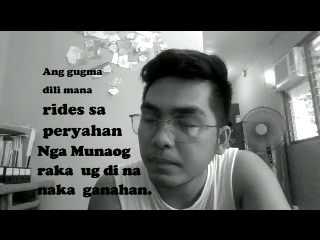 Ang gugma
dili mana
rides sa
peryahan
Nga Munaog
raka ug di na
naka ganahan.